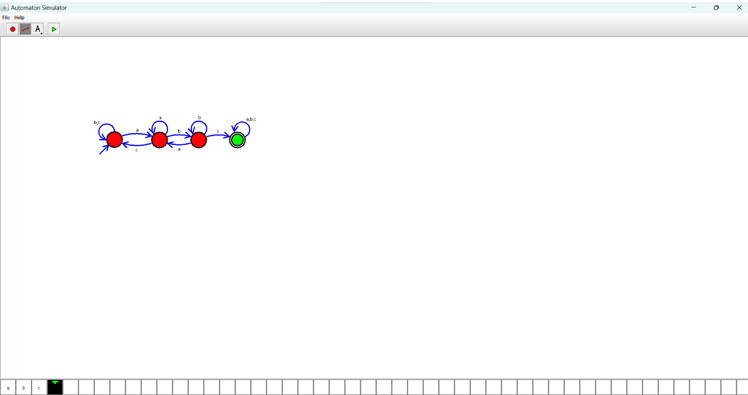 Automaton Simulator
File Help
A
b,c a a b b c a,b,c
c a
a b c